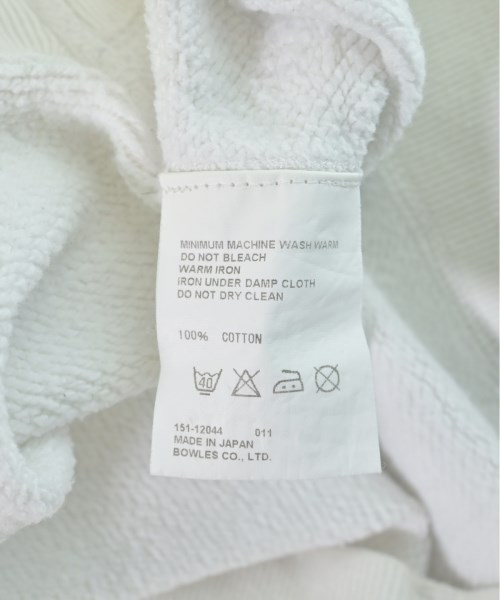 MINIMUM MACHINE WASH WARM
DO NOT BLEACH
WARM IRON
IRON UNDER DAMP CLOTH
DO NOT DRY CLEAN
100% COTTON
40
151-12044 011
MADE IN JAPAN
BOWLES CO., LTD.